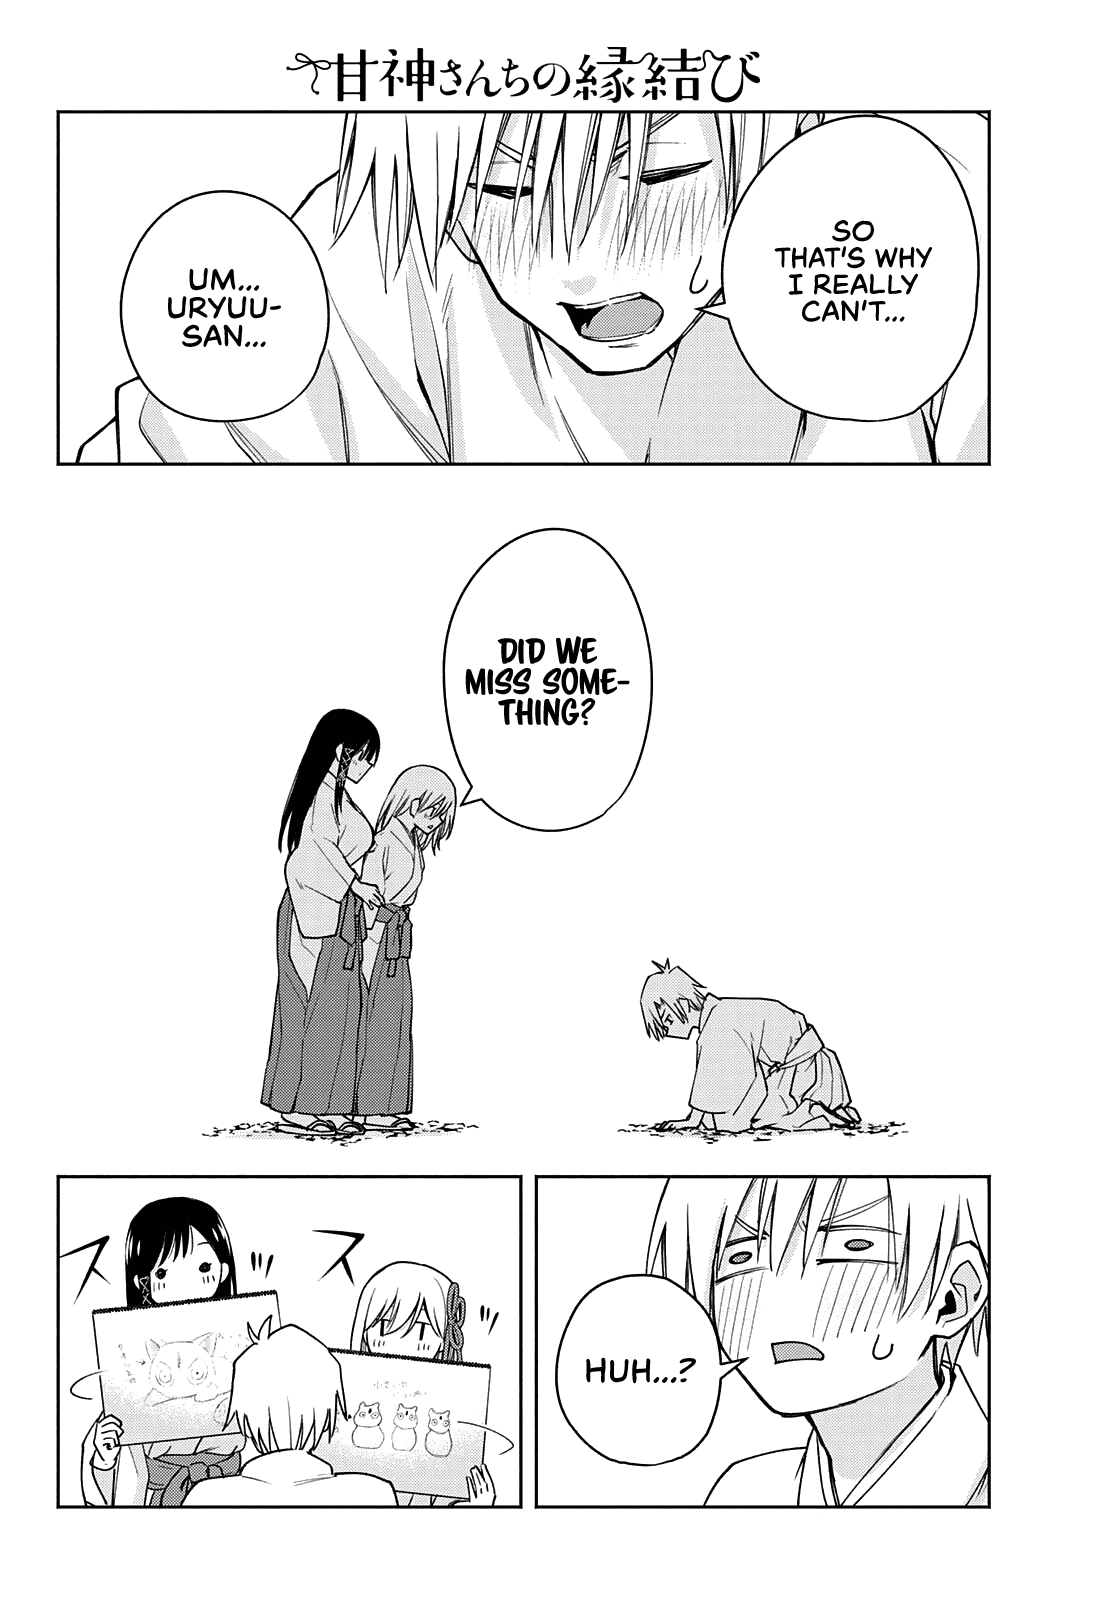 甘神さんちの縁結び
SO
THAT'S WHY
I REALLY
CAN'T...
UM...
URYUU-
SAN...
DID WE
MISS SOME-
THING?
HUH...?
ス
ス